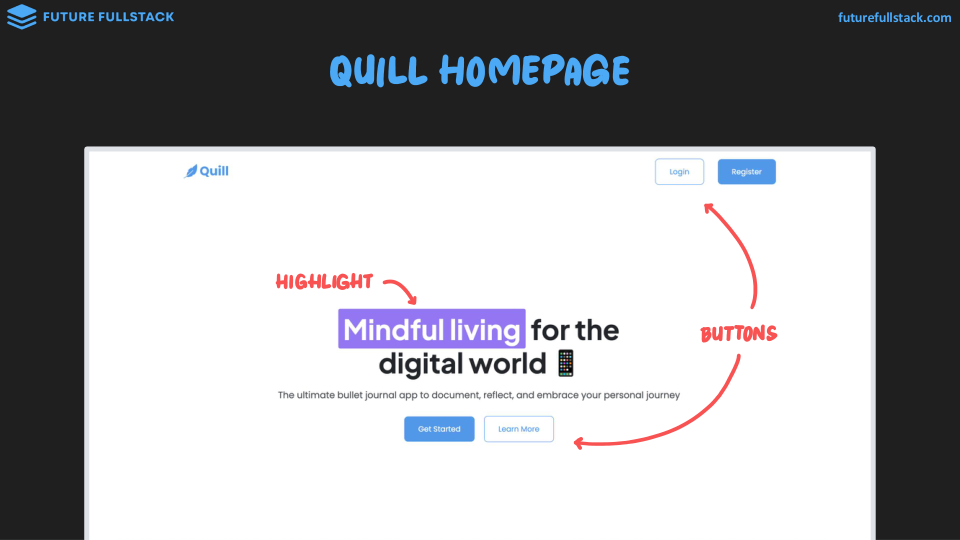 FUTURE FULLSTACK
futurefullstack.com
QUILL HOMEPAGE
Quill
Login
Register
HIGHLIGHT
Mindful living for the
digital world
BUTTONS
The ultimate bullet journal app to document, reflect, and embrace your personal journey
Get Started
Learn More